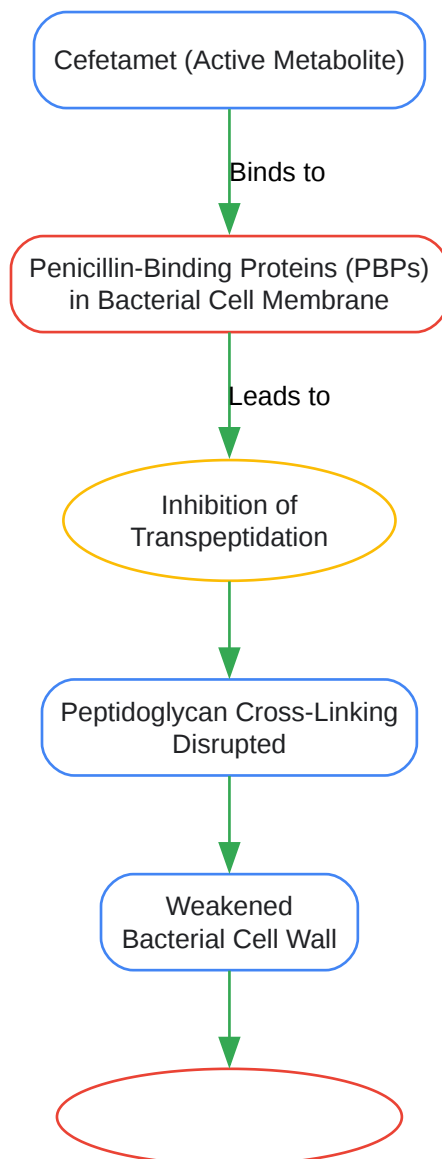 Cefetamet (Active Metabolite)
Binds to
Penicillin-Binding Proteins (PBPs)
in Bacterial Cell Membrane
Leads to
Inhibition of
Transpeptidation
Peptidoglycan Cross-Linking
Disrupted
Weakened
Bacterial Cell Wall